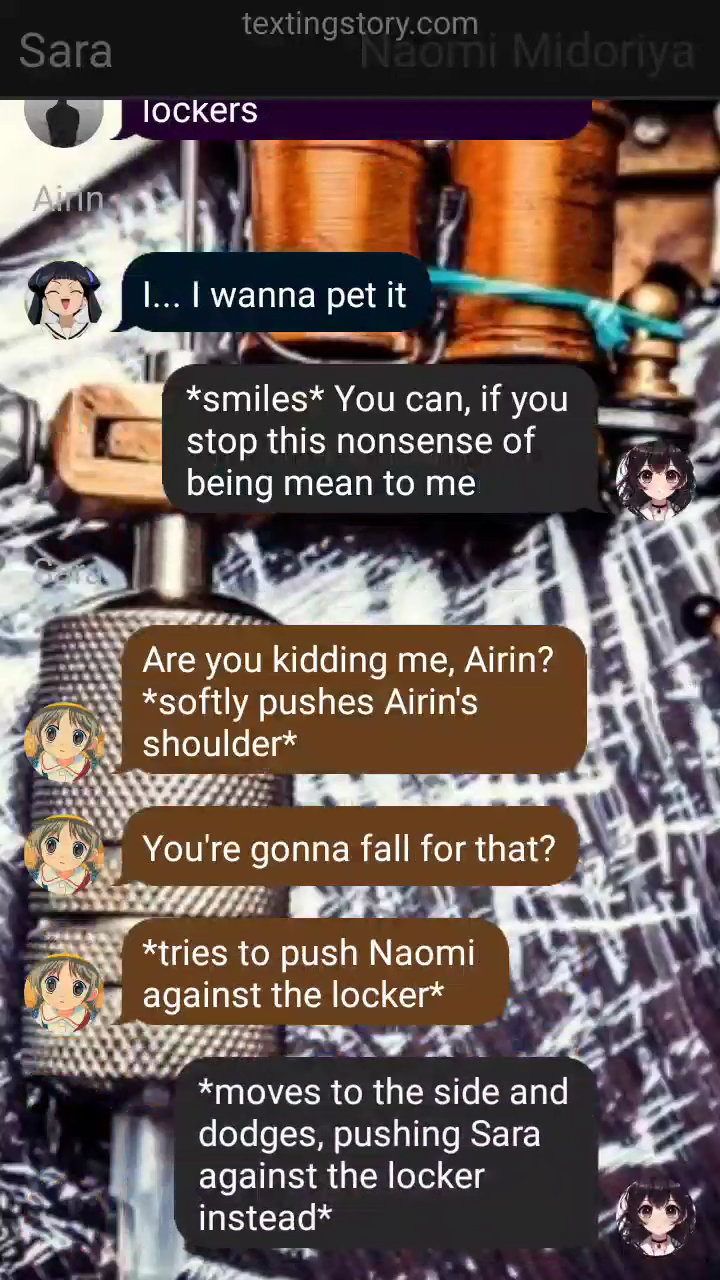 textingstory.com
Sara
Naomi Midoriya
lockers
Airin
I... I wanna pet it
*smiles* You can, if you
stop this nonsense of
being mean to me
Sara
Are you kidding me, Airin?
*softly pushes Airin's
shoulder*
You're gonna fall for that?
*tries to push Naomi
against the locker*
*moves to the side and
dodges, pushing Sara
against the locker
instead*